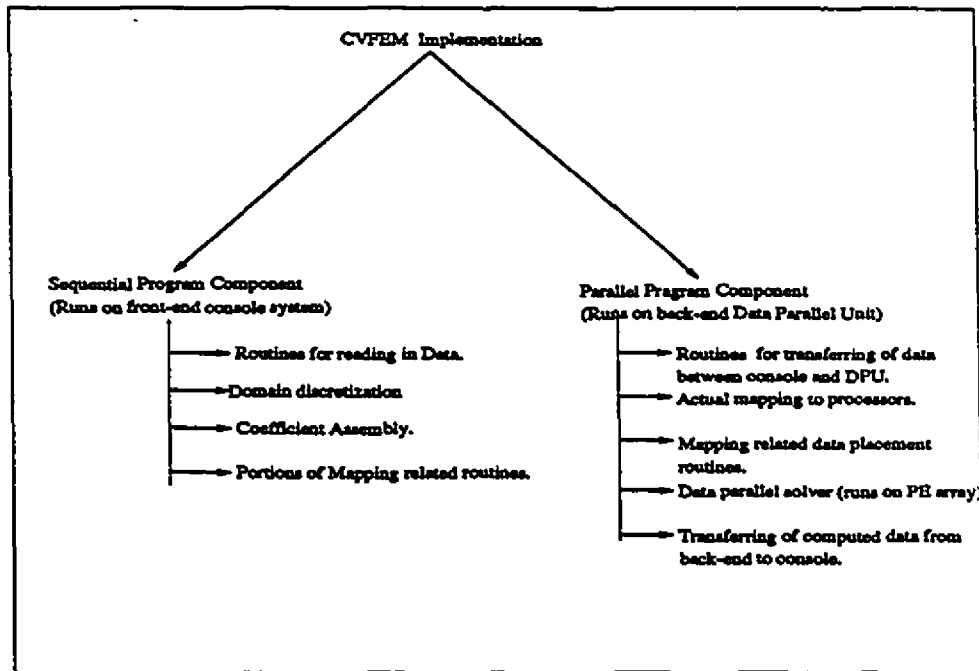 CVFEM Implementation
Sequential Program Component
(Runs on front-end console system)
Routines for reading in Data.
Domain discretization
Coefficient Assembly.
Portions of Mapping related routines.
Parallel Pragram Component
(Runs on back-end Data Parallel Unit)
Routines for transferring of data
between console and DPU.
Actual mapping to processors.
Mapping related data placement
routines.
Data parallel solver (runs on PE array)
Transferring of computed data from
back-end to console.